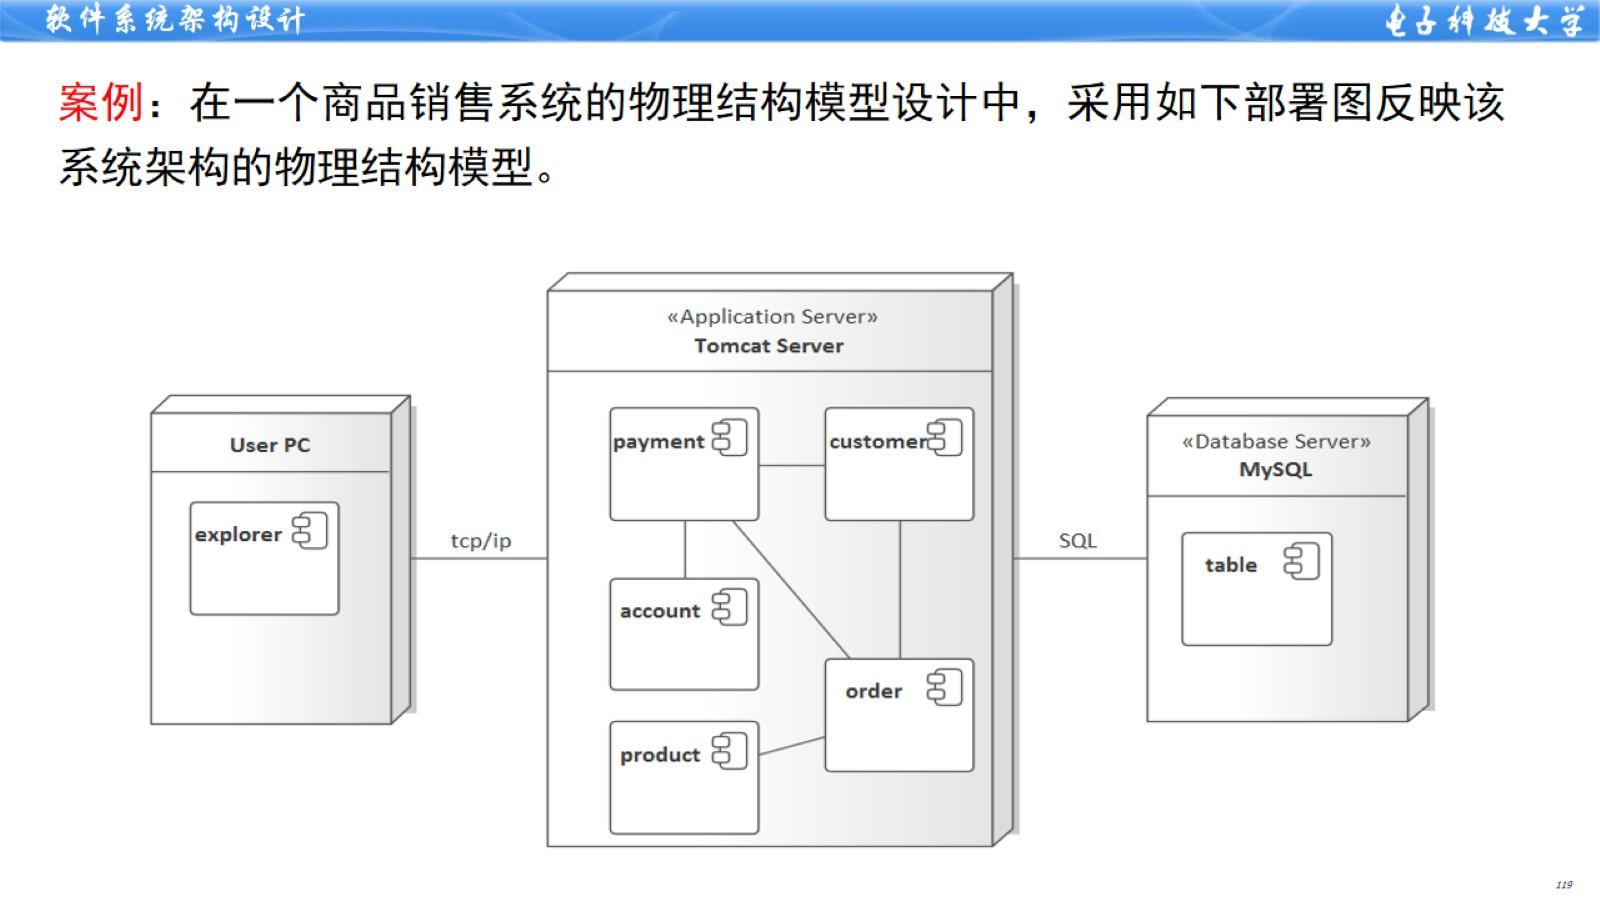 软件系统架构设计
电子科技大学
案例：在一个商品销售系统的物理结构模型设计中，采用如下部署图反映该
系统架构的物理结构模型。
«Application Server»
Tomcat Server
User PC
explorer
tcp/ip
payment
customer
account
order
product
SQL
«Database Server»
MySQL
table
119